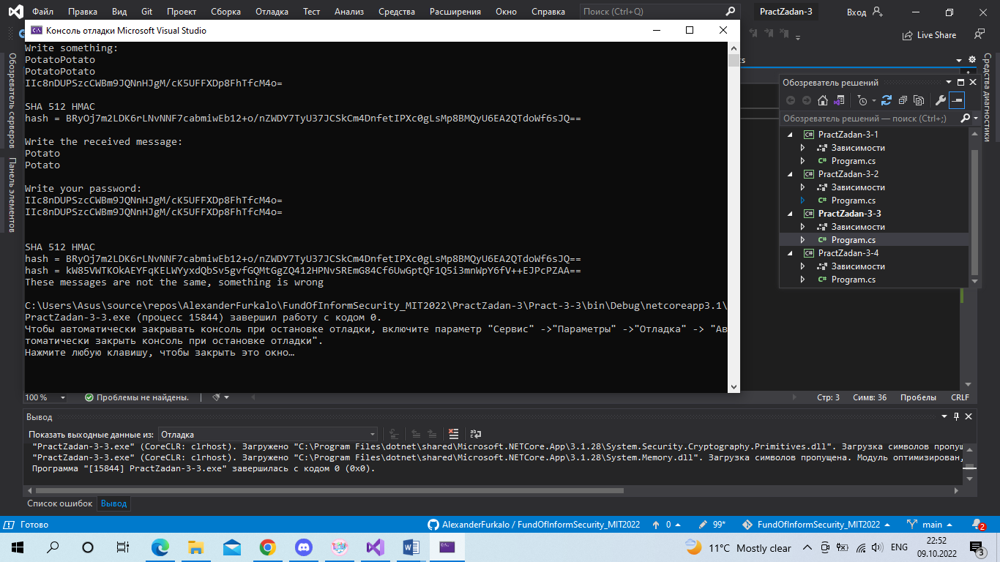 Файл Правка Вид Git Проект Сборка Отладка Тест Анализ Средства Расширения Окно Справка Поиск (Ctrl+Q) PractZadan-3 Вход
Консоль отладки Microsoft Visual Studio
Live Share
Обозреватель серверов
Панель элементов
Write something:
PotatoPotato
PotatoPotato
IIc8nDUPSzcCWBm9JQNnHJgM/cK5UFFXDp8FhTfcM4o=
SHA 512 HMAC
hash = BRyOj7m2LDK6rLNvNNF7cabmiwEb12+o/nZWDY7TyU37JCSkCm4DnfetIPXc0gLsMp8BMQyU6EA2QTdoWf6sJQ==
Write the received message:
Potato
Potato
Write your password:
IIc8nDUPSzcCWBm9JQNnHJgM/cK5UFFXDp8FhTfcM4o=
IIc8nDUPSzcCWBm9JQNnHJgM/cK5UFFXDp8FhTfcM4o=
SHA 512 HMAC
hash = BRyOj7m2LDK6rLNvNNF7cabmiwEb12+o/nZWDY7TyU37JCSkCm4DnfetIPXc0gLsMp8BMQyU6EA2QTdoWf6sJQ==
hash = kW85VWTKOkAEYFqKELWYyxdQbSv5gvfGQMtGgZQ412HPNvSREmG84Cf6UwGptQF1Q5i3mnWpY6fV++EJPcPZAA==
These messages are not the same, something is wrong
C:\Users\Asus\source\repos\AlexanderFurkalo\FundOfInformSecurity_MIT2022\PractZadan-3\Pract-3-3\bin\Debug\netcoreapp3.1\
PractZadan-3-3.exe (процесс 15844) завершил работу с кодом 0.
Чтобы автоматически закрывать консоль при остановке отладки, включите параметр "Сервис" ->"Параметры" ->"Отладка" -> "Ав
томатически закрыть консоль при остановке отладки".
Нажмите любую клавишу, чтобы закрыть это окно…
cs
Обозреватель решений
Обозреватель решений — поиск (Ctrl+;)
PractZadan-3-1
Зависимости
Program.cs
PractZadan-3-2
Зависимости
Program.cs
PractZadan-3-3
Зависимости
Program.cs
PractZadan-3-4
Зависимости
Program.cs
Средства диагностики
100 % Проблемы не найдены. Стр: 3 Симв: 36 Пробелы CRLF
Вывод
Показать выходные данные из: Отладка
"PractZadan-3-3.exe" (CoreCLR: clrhost). Загружено "C:\Program Files\dotnet\shared\Microsoft.NETCore.App\3.1.28\System.Security.Cryptography.Primitives.dll". Загрузка символов пропущ
"PractZadan-3-3.exe" (CoreCLR: clrhost). Загружено "C:\Program Files\dotnet\shared\Microsoft.NETCore.App\3.1.28\System.Memory.dll". Загрузка символов пропущена. Модуль оптимизирован,
Программа "[15844] PractZadan-3-3.exe" завершилась с кодом 0 (0x0).
Список ошибок Вывод
Готово AlexanderFurkalo / FundOfInformSecurity_MIT2022 0 99* FundOfInformSecurity_MIT2022 main 2
11°C Mostly clear ENG 22:52
09.10.2022 3